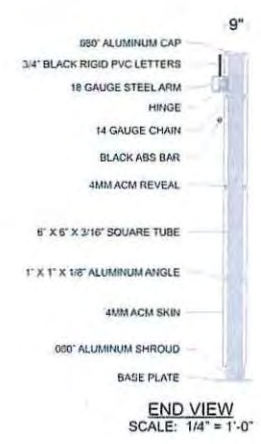 9"
.080" ALUMINUM CAP
3/4" BLACK RIGID PVC LETTERS
18 GAUGE STEEL ARM
HINGE
14 GAUGE CHAIN
BLACK ABS BAR
4MM ACM REVEAL
6" X 6" X 3/16" SQUARE TUBE
1" X 1" X 1/8" ALUMINUM ANGLE
4MM ACM SKIN
.080" ALUMINUM SHROUD
BASE PLATE
END VIEW
SCALE: 1/4" = 1'-0"